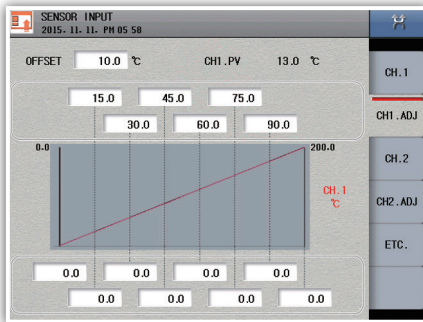 SENSOR INPUT
2015. 11. 11. PM 05 58
OFFSET 10.0 ℃ CH1.PV 13.0 ℃
15.0 45.0 75.0
30.0 60.0 90.0
0.0 200.0
CH.1
℃
0.0 0.0 0.0 0.0
0.0 0.0 0.0 0.0
CH.1
CH1.ADJ
CH.2
CH2.ADJ
ETC.